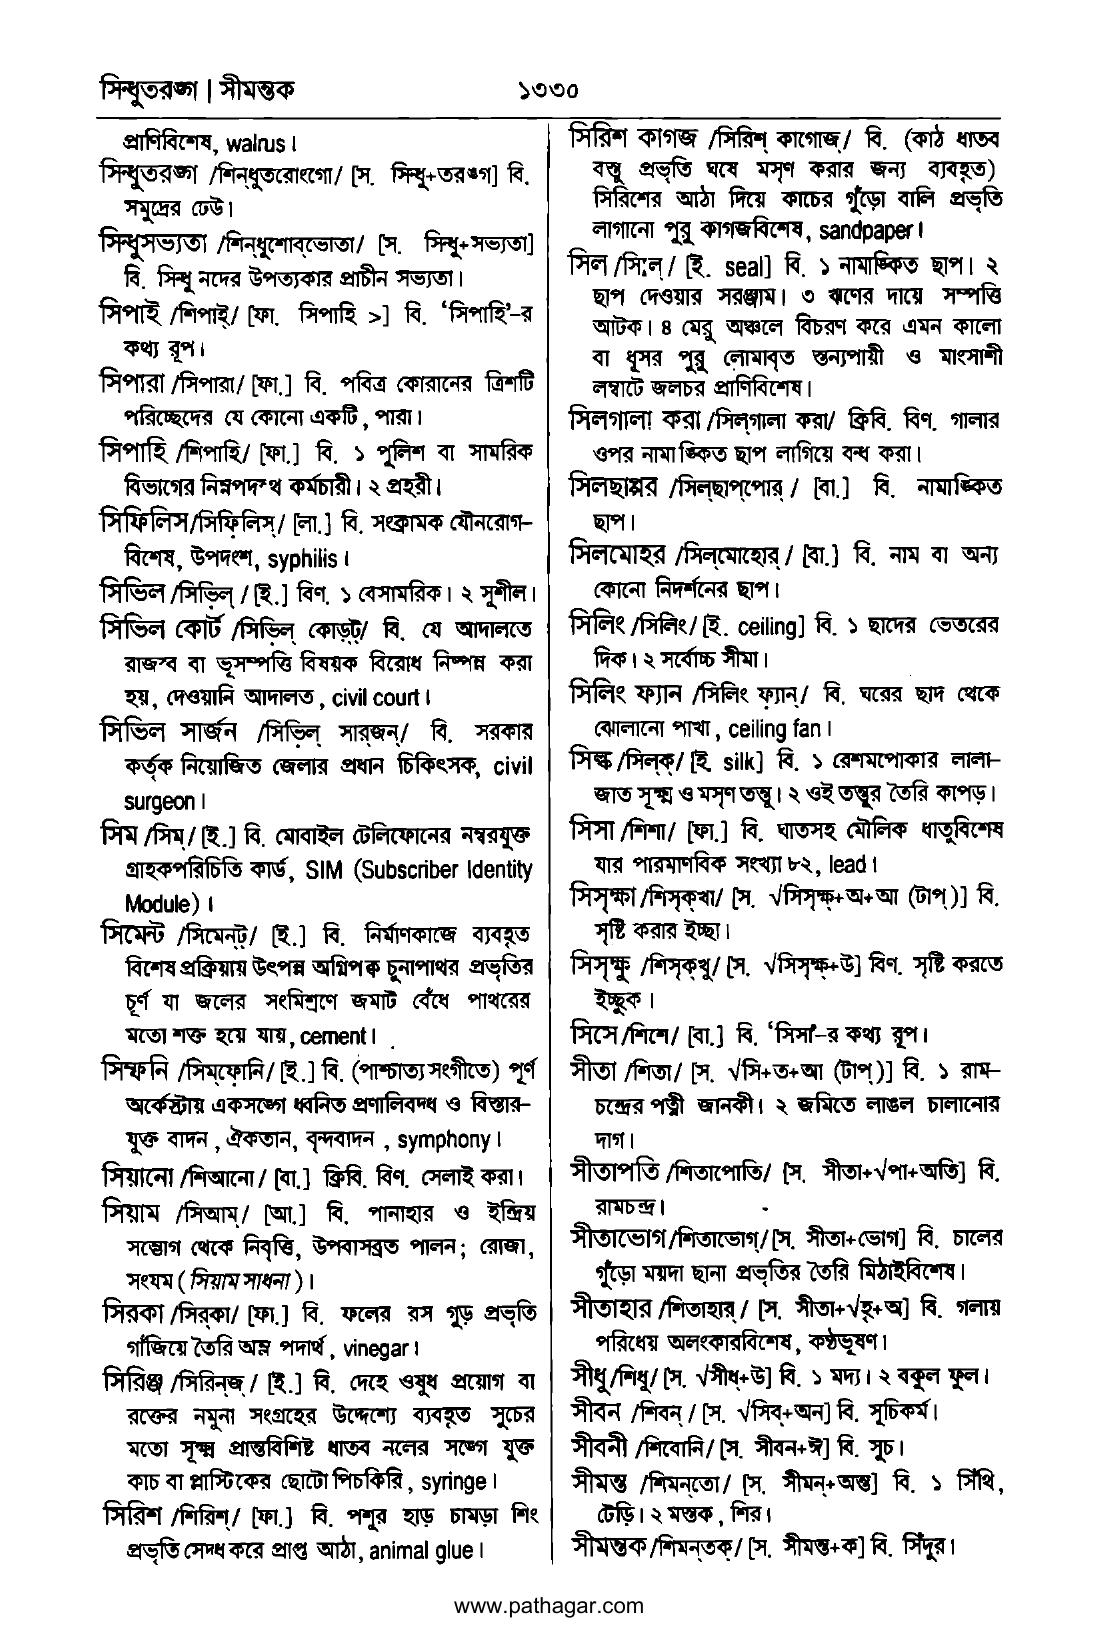 সিন্ধুতরঙ্গ | সীমন্তক
১৩৩০
প্রাণিবিশেষ, walrus।
সিন্ধুতরঙ্গ /শিন্‌ধুতরোংগো/ [স. সিন্ধু+তরঙ্গ] বি.
সমুদ্রের ঢেউ।
সিন্ধুসভ্যতা /শিন্‌ধুশোব্‌ভোতা/ [স. সিন্ধু+সভ্যতা]
বি. সিন্ধু নদের উপত্যকার প্রাচীন সভ্যতা।
সিপাই /শিপাই্/ [ফা. সিপাহি >] বি. ‘সিপাহি’-র
কথ্য রূপ।
সিপারা /সিপারা/ [ফা.] বি. পবিত্র কোরানের ত্রিশটি
পরিচ্ছেদের যে কোনো একটি, পারা।
সিপাহি /শিপাহি/ [ফা.] বি. ১ পুলিশ বা সামরিক
বিভাগের নিম্নপদস্থ কর্মচারী। ২ প্রহরী।
সিফিলিস/সিফ়িলিস্/ [লা.] বি. সংক্রামক যৌনরোগ-
বিশেষ, উপদংশ, syphilis।
সিভিল /সিভ়িল্ / [ই.] বিণ. ১ বেসামরিক। ২ সুশীল।
সিভিল কোর্ট /সিভ়িল্ কোর্‌ট্/ বি. যে আদালতে
রাজস্ব বা ভূসম্পত্তি বিষয়ক বিরোধ নিষ্পন্ন করা
হয়, দেওয়ানি আদালত, civil court।
সিভিল সার্জন /সিভ়িল্ সার্‌জন্/ বি. সরকার
কর্তৃক নিয়োজিত জেলার প্রধান চিকিৎসক, civil
surgeon।
সিম /সিম্/ [ই.] বি. মোবাইল টেলিফোনের নম্বরযুক্ত
গ্রাহকপরিচিতি কার্ড, SIM (Subscriber Identity
Module) ।
সিমেন্ট /সিমেন্‌ট্/ [ই.] বি. নির্মাণকাজে ব্যবহৃত
বিশেষ প্রক্রিয়ায় উৎপন্ন অগ্নিপক্ব চুনাপাথর প্রভৃতির
চূর্ণ যা জলের সংমিশ্রণে জমাট বেঁধে পাথরের
মতো শক্ত হয়ে যায়, cement।
সিম্ফনি /সিম্‌ফ়োনি/ [ই.] বি. (পাশ্চাত্য সংগীতে) পূর্ণ
অর্কেস্ট্রায় একসঙ্গে ধ্বনিত প্রণালিবদ্ধ ও বিস্তার-
যুক্ত বাদন, ঐকতান, বৃন্দবাদন, symphony।
সিয়ানো /শিআনো/ [বা.] ক্রিবি. বিণ. সেলাই করা।
সিয়াম /সিআম্/ [আ.] বি. পানাহার ও ইন্দ্রিয়
সম্ভোগ থেকে নিবৃত্তি, উপবাসব্রত পালন; রোজা,
সংযম (সিয়াম সাধনা)।
সিরকা /সির্‌কা/ [ফা.] বি. ফলের রস গুড় প্রভৃতি
গাঁজিয়ে তৈরি অম্ল পদার্থ, vinegar।
সিরিঞ্জ /সিরিন্‌জ্/ [ই.] বি. দেহে ওষুধ প্রয়োগ বা
রক্তের নমুনা সংগ্রহের উদ্দেশ্যে ব্যবহৃত সুচের
মতো সূক্ষ্ম প্রান্তবিশিষ্ট ধাতব নলের সঙ্গে যুক্ত
কাচ বা প্লাস্টিকের ছোটো পিচকিরি, syringe।
সিরিশ /শিরিশ্/ [ফা.] বি. পশুর হাড় চামড়া শিং
প্রভৃতি সেদ্ধ করে প্রাপ্ত আঠা, animal glue।
সিরিশ কাগজ /সিরিশ্ কাগোজ্/ বি. (কাঠ ধাতব
বস্তু প্রভৃতি ঘষে মসৃণ করার জন্য ব্যবহৃত)
সিরিশের আঠা দিয়ে কাচের গুঁড়ো বালি প্রভৃতি
লাগানো পুরু কাগজবিশেষ, sandpaper।
সিল /সি:ল্/ [ই. seal] বি. ১ নামাঙ্কিত ছাপ। ২
ছাপ দেওয়ার সরঞ্জাম। ৩ ঋণের দায়ে সম্পত্তি
আটক। ৪ মেরু অঞ্চলে বিচরণ করে এমন কালো
বা ধূসর পুরু লোমাবৃত স্তন্যপায়ী ও মাংসাশী
লম্বাটে জলচর প্রাণিবিশেষ।
সিলগালা করা /সিল্‌গালা করা/ ক্রিবি. বিণ. গালার
ওপর নামাঙ্কিত ছাপ লাগিয়ে বন্ধ করা।
সিলছাপ্পর /সিল্‌ছাপ্‌পোর্ / [বা.] বি. নামাঙ্কিত
ছাপ।
সিলমোহর /সিল্‌মোহোর্ / [বা.] বি. নাম বা অন্য
কোনো নিদর্শনের ছাপ।
সিলিং /সিলিং/ [ই. ceiling] বি. ১ ছাদের ভেতরের
দিক। ২ সর্বোচ্চ সীমা।
সিলিং ফ্যান /সিলিং ফ়্যান্/ বি. ঘরের ছাদ থেকে
ঝোলানো পাখা, ceiling fan।
সিল্ক /সিল্‌ক্/ [ই. silk] বি. ১ রেশমপোকার লালা-
জাত সূক্ষ্ম ও মসৃণ তন্তু। ২ ওই তন্তুর তৈরি কাপড়।
সিসা /শিশা/ [ফা.] বি. ঘাতসহ মৌলিক ধাতুবিশেষ
যার পারমাণবিক সংখ্যা ৮২, lead।
সিসৃক্ষা /শিসৃক্‌খা/ [স. √সিসৃক্ষ্+অ+আ (টাপ্)] বি.
সৃষ্টি করার ইচ্ছা।
সিসৃক্ষু /শিসৃক্‌খু/ [স. √সিসৃক্ষ্+উ] বিণ. সৃষ্টি করতে
ইচ্ছুক।
সিসে /শিশে/ [বা.] বি. ‘সিসা’-র কথ্য রূপ।
সীতা /শিতা/ [স. √সি+ত+আ (টাপ্)] বি. ১ রাম-
চন্দ্রের পত্নী জানকী। ২ জমিতে লাঙল চালানোর
দাগ।
সীতাপতি /শিতাপোতি/ [স. সীতা+√পা+অতি] বি.
রামচন্দ্র।
সীতাভোগ /শিতাভোগ্/ [স. সীতা+ভোগ] বি. চালের
গুঁড়ো ময়দা ছানা প্রভৃতির তৈরি মিঠাইবিশেষ।
সীতাহার /শিতাহার্/ [স. সীতা+√হৃ+অ] বি. গলায়
পরিধেয় অলংকারবিশেষ, কণ্ঠভূষণ।
সীধু /শিধু/ [স. √সীধ্+উ] বি. ১ মদ্য। ২ বকুল ফুল।
সীবন /শিবন্ / [স. √সিব্+অন] বি. সূচিকর্ম।
সীবনী /শিবোনি/ [স. সীবন+ঈ] বি. সুচ।
সীমন্ত /শিমন্‌তো/ [স. সীমন্+অন্ত] বি. ১ সিঁথি,
টেড়ি। ২ মস্তক, শির।
সীমন্তক /শিমন্‌তক্/ [স. সীমন্ত+ক] বি. সিঁদুর।
www.pathagar.com